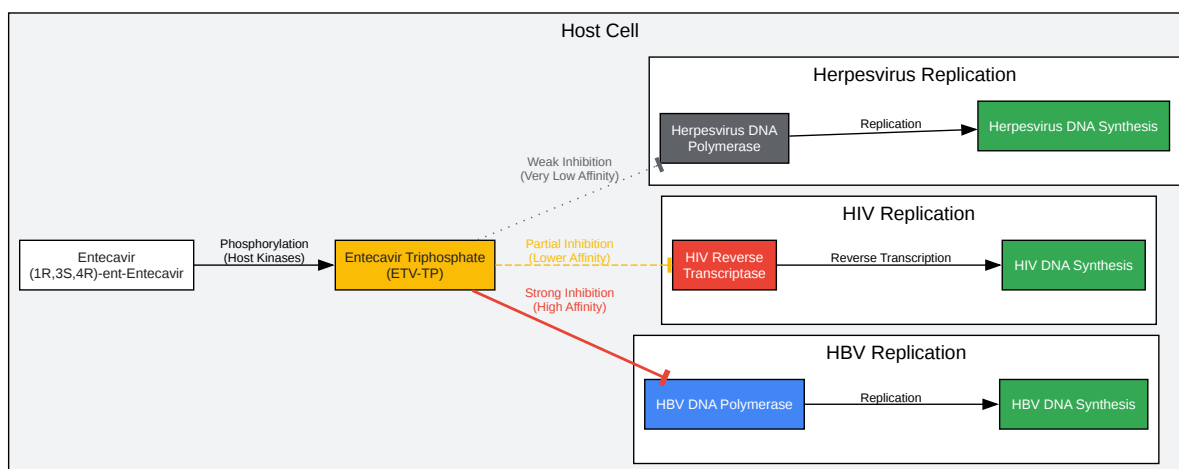 Host Cell
Herpesvirus Replication
Herpesvirus DNA
Polymerase
Replication
Herpesvirus DNA Synthesis
Weak Inhibition
(Very Low Affinity)
HIV Replication
Entecavir
(1R,3S,4R)-ent-Entecavir
Phosphorylation
(Host Kinases)
Entecavir Triphosphate
(ETV-TP)
Partial Inhibition
(Lower Affinity)
HIV Reverse
Transcriptase
Reverse Transcription
HIV DNA Synthesis
Strong Inhibition
(High Affinity)
HBV Replication
HBV DNA Polymerase
Replication
HBV DNA Synthesis